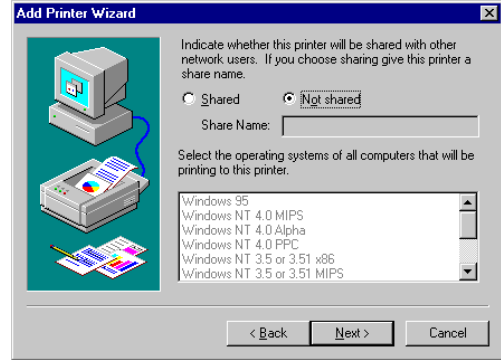 Add Printer Wizard
Indicate whether this printer will be shared with other
network users. If you choose sharing give this printer a
share name.
Shared Not shared
Share Name:
Select the operating systems of all computers that will be
printing to this printer.
Windows 95
Windows NT 4.0 MIPS
Windows NT 4.0 Alpha
Windows NT 4.0 PPC
Windows NT 3.5 or 3.51 x86
Windows NT 3.5 or 3.51 MIPS
< Back Next > Cancel